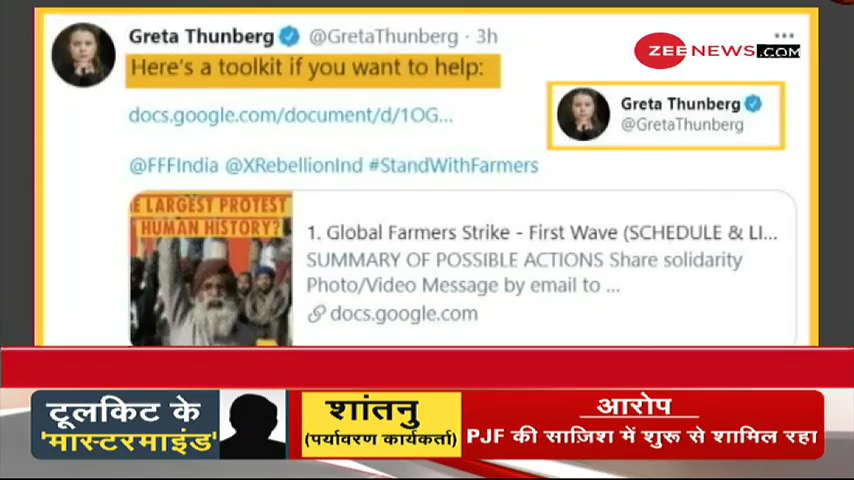 Greta Thunberg @GretaThunberg · 3h
ZEE NEWS.COM
Here's a toolkit if you want to help:
docs.google.com/document/d/1OG...
Greta Thunberg
@GretaThunberg
@FFFIndia @XRebellionInd #StandWithFarmers
E LARGEST PROTEST
HUMAN HISTORY?
1. Global Farmers Strike - First Wave (SCHEDULE & LI...
SUMMARY OF POSSIBLE ACTIONS Share solidarity
Photo/Video Message by email to ...
docs.google.com
टूलकिट के
'मास्टरमाइंड'
शांतनु
(पर्यावरण कार्यकर्ता)
आरोप
PJF की साज़िश में शुरू से शामिल रहा